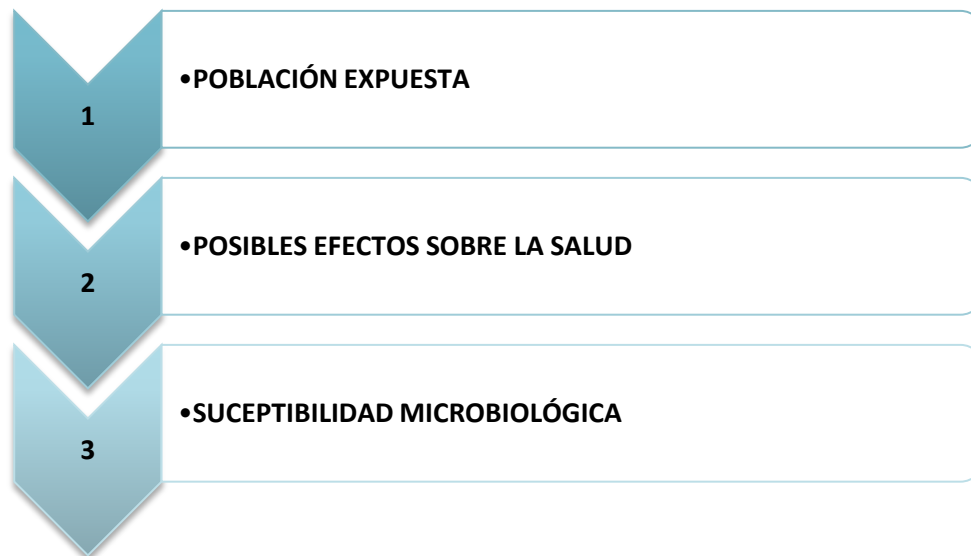 1
•POBLACIÓN EXPUESTA
2
•POSIBLES EFECTOS SOBRE LA SALUD
3
•SUCEPTIBILIDAD MICROBIOLÓGICA